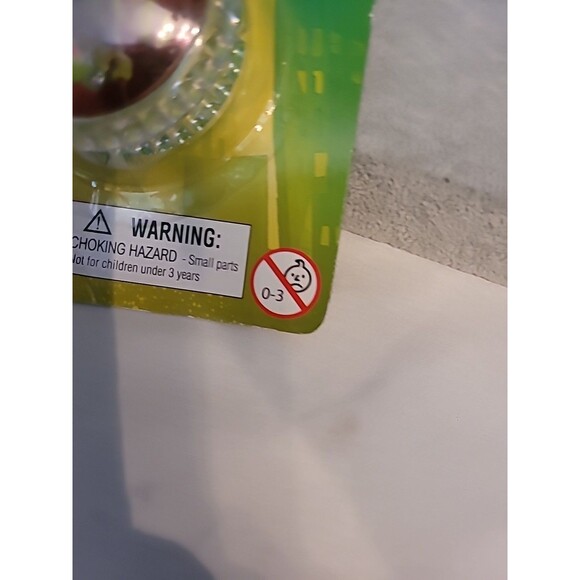 WARNING:
CHOKING HAZARD - Small parts
Not for children under 3 years
0-3